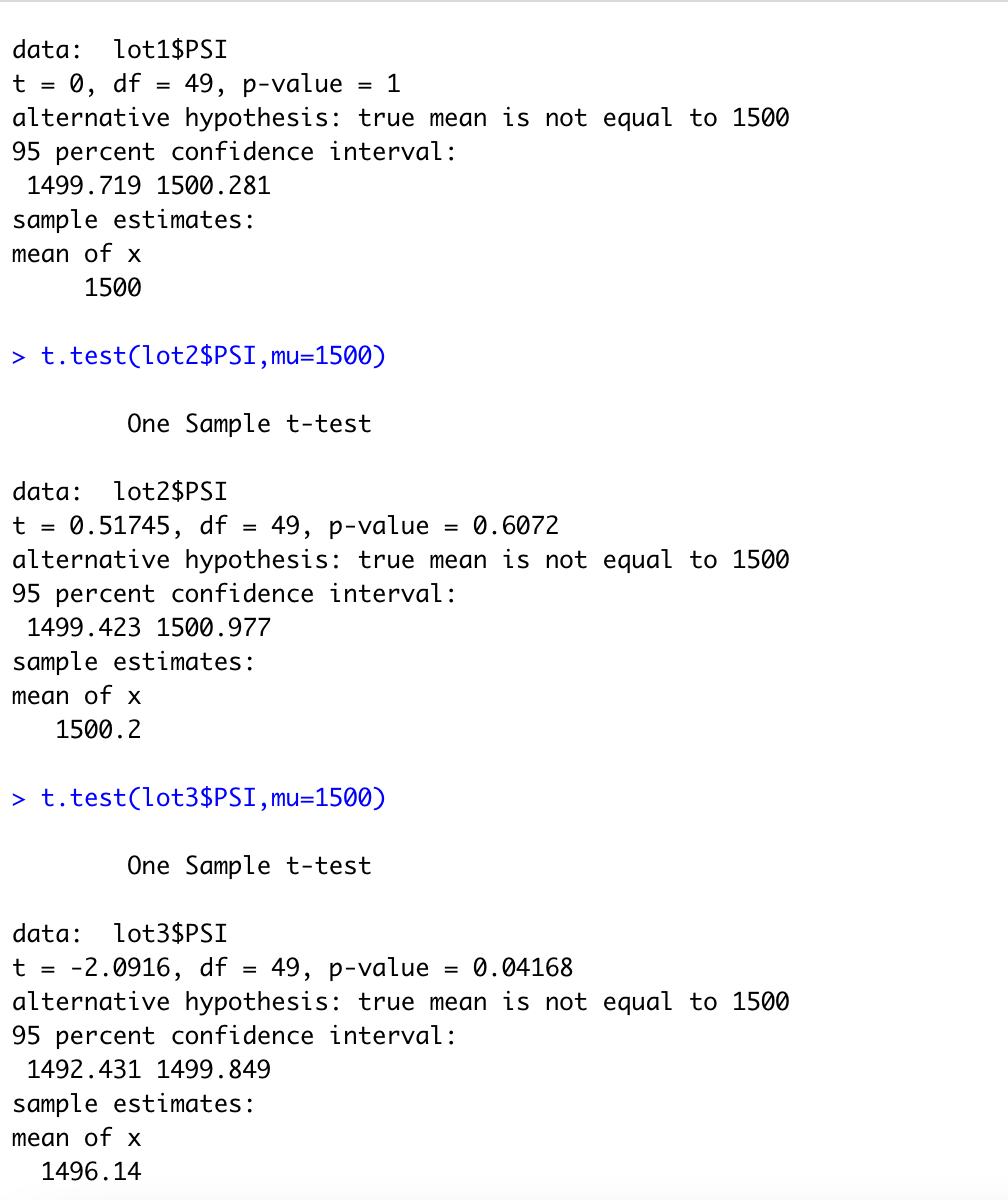 data:  lot1$PSI
t = 0, df = 49, p-value = 1
alternative hypothesis: true mean is not equal to 1500
95 percent confidence interval:
 1499.719 1500.281
sample estimates:
mean of x
     1500
> t.test(lot2$PSI,mu=1500)
        One Sample t-test
data:  lot2$PSI
t = 0.51745, df = 49, p-value = 0.6072
alternative hypothesis: true mean is not equal to 1500
95 percent confidence interval:
 1499.423 1500.977
sample estimates:
mean of x
   1500.2
> t.test(lot3$PSI,mu=1500)
        One Sample t-test
data:  lot3$PSI
t = -2.0916, df = 49, p-value = 0.04168
alternative hypothesis: true mean is not equal to 1500
95 percent confidence interval:
 1492.431 1499.849
sample estimates:
mean of x
  1496.14